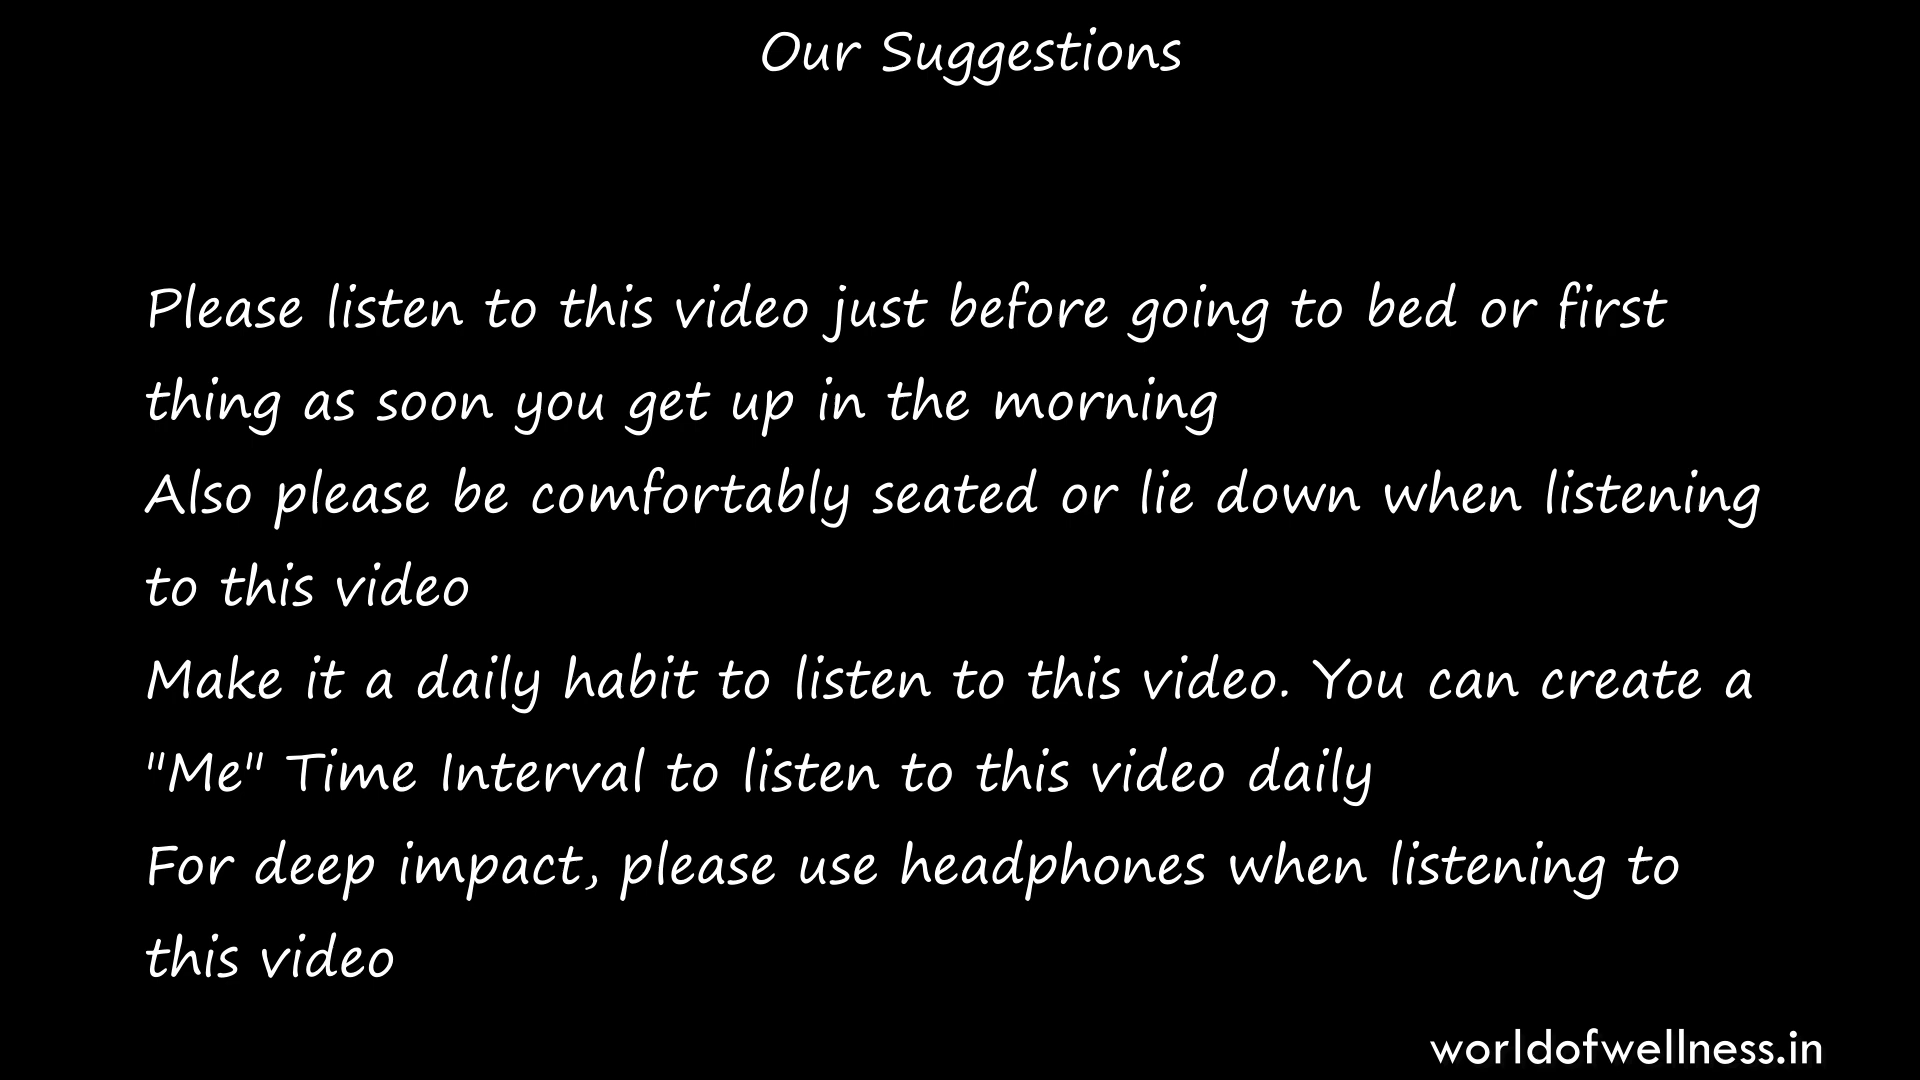 Our Suggestions
Please listen to this video just before going to bed or first
thing as soon you get up in the morning
Also please be comfortably seated or lie down when listening
to this video
Make it a daily habit to listen to this video. You can create a
"Me" Time Interval to listen to this video daily
For deep impact, please use headphones when listening to
this video
worldofwellness.in